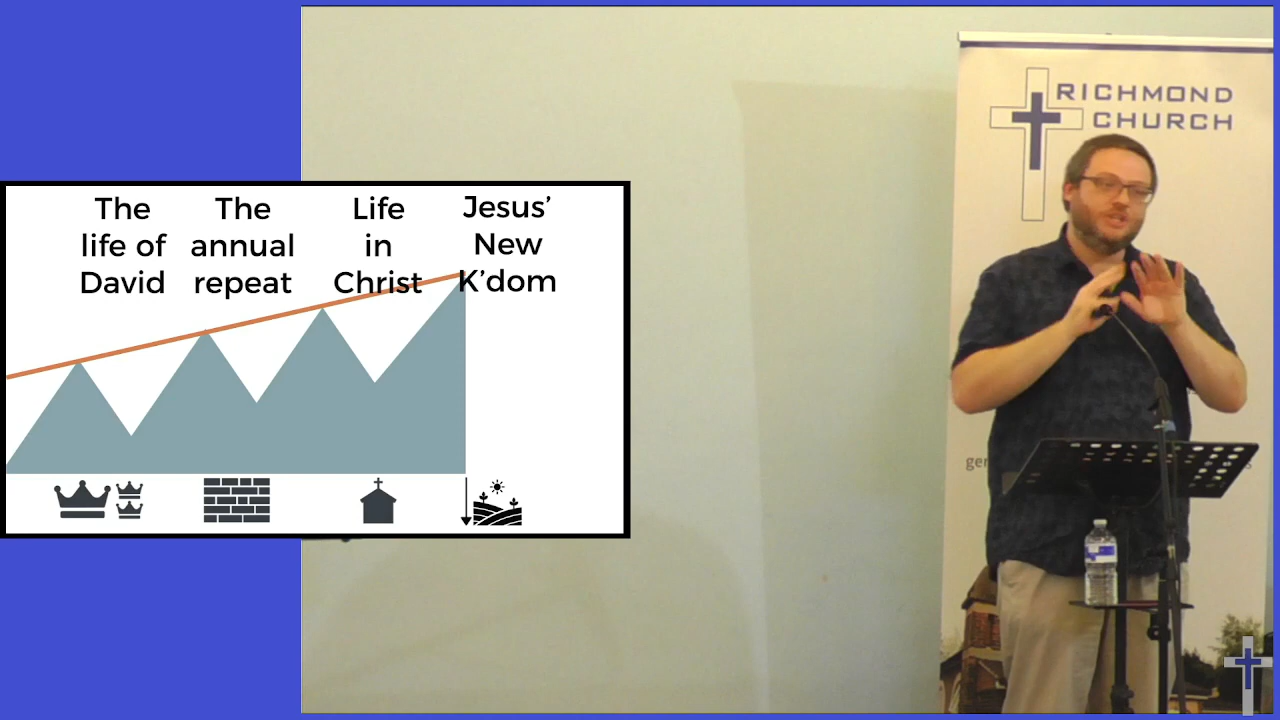 The
life of
David
The
annual
repeat
Life
in
Christ
Jesus’
New
K’dom
RICHMOND
CHURCH